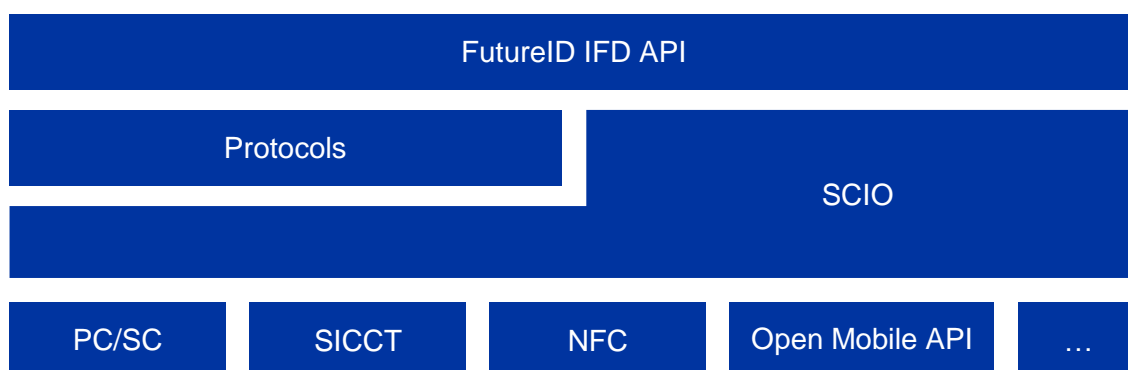 FutureID IFD API
Protocols
SCIO
PC/SC
SICCT
NFC
Open Mobile API
…